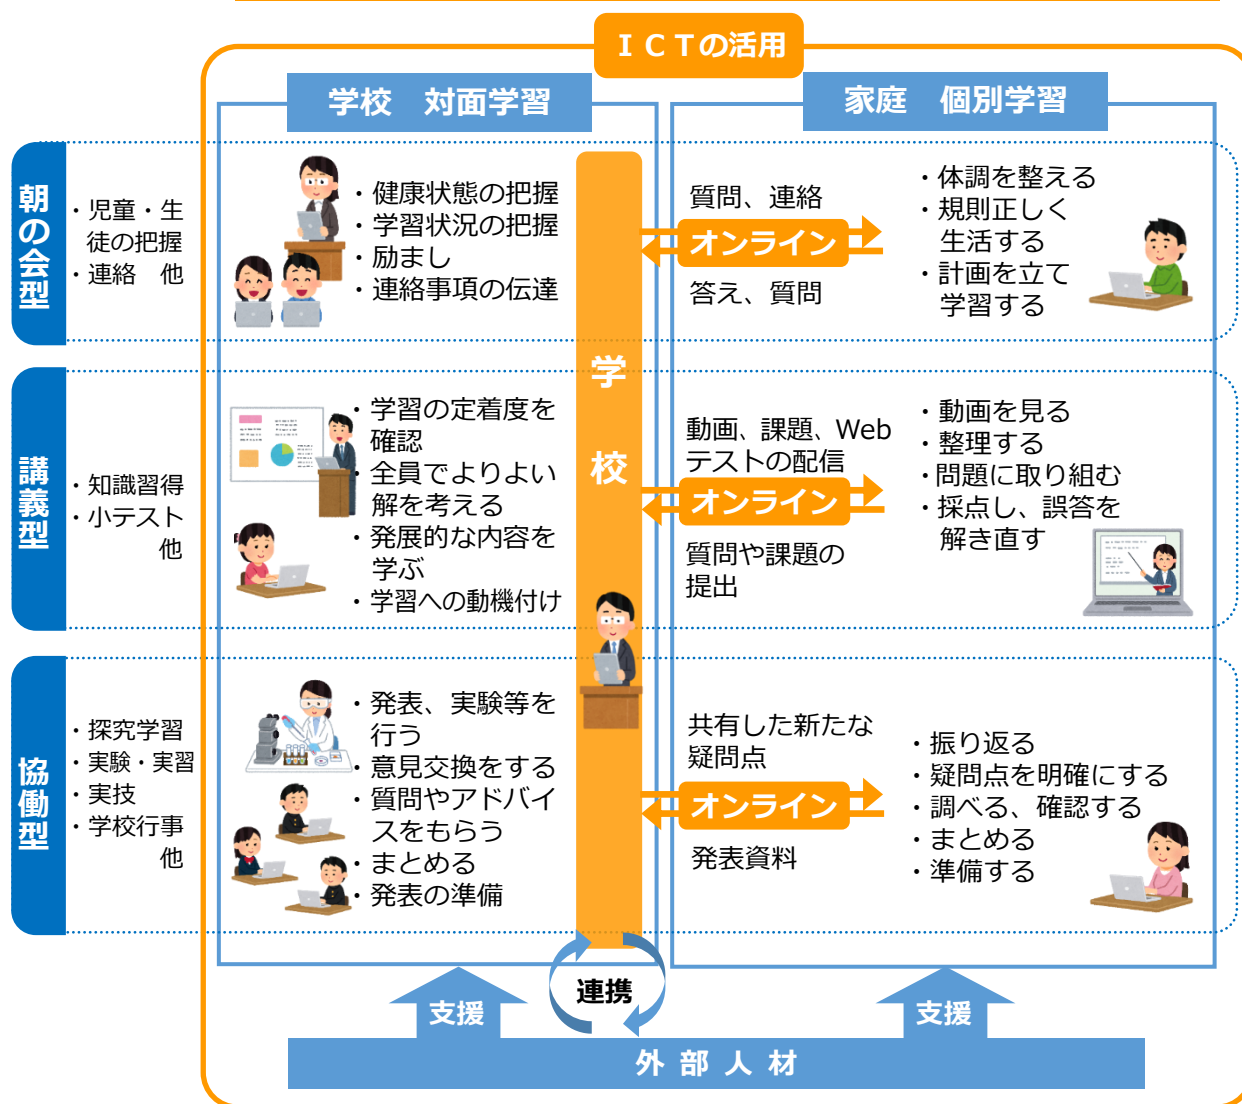 ＩＣＴの活用
学校　対面学習
家庭　個別学習
朝の会型
・児童・生
徒の把握
・連絡　他
・健康状態の把握
・学習状況の把握
・励まし
・連絡事項の伝達
質問、連絡
オンライン
答え、質問
・体調を整える
・規則正しく
生活する
・計画を立て
学習する
学校
講義型
・知識習得
・小テスト
他
・学習の定着度を
確認
・全員でよりよい
解を考える
・発展的な内容を
学ぶ
・学習への動機付け
動画、課題、Web
テストの配信
オンライン
質問や課題の
提出
・動画を見る
・整理する
・問題に取り組む
・採点し、誤答を
解き直す
協働型
・探究学習
・実験・実習
・実技
・学校行事
他
・発表、実験等を
行う
・意見交換をする
・質問やアドバイ
スをもらう
・まとめる
・発表の準備
共有した新たな
疑問点
オンライン
発表資料
・振り返る
・疑問点を明確にする
・調べる、確認する
・まとめる
・準備する
連携
支援
支援
外部人材